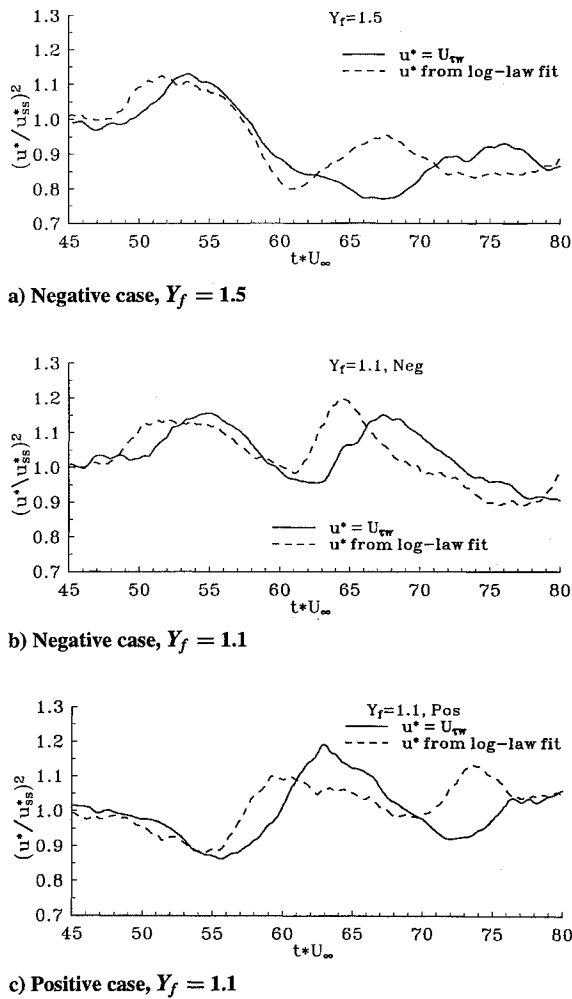 Y_f=1.5
u* = U_τw
u* from log-law fit
(u*/u*_ss)^2
1.3
1.2
1.1
1.0
0.9
0.8
0.7
45 50 55 60 65 70 75 80
t*U_∞
a) Negative case, Y_f = 1.5
Y_f=1.1, Neg
(u*\u*_ss)^2
1.3
1.2
1.1
1.0
0.9
0.8
0.7
u* = U_τw
u* from log-law fit
45 50 55 60 65 70 75 80
t*U_∞
b) Negative case, Y_f = 1.1
Y_f=1.1, Pos
u* = U_τw
u* from log-law fit
(u*/u*_ss)^2
1.3
1.2
1.1
1.0
0.9
0.8
0.7
45 50 55 60 65 70 75 80
t*U_∞
c) Positive case, Y_f = 1.1